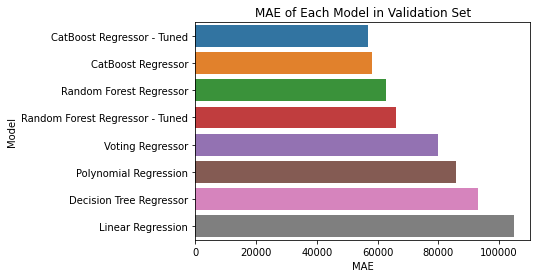 MAE of Each Model in Validation Set
CatBoost Regressor - Tuned
CatBoost Regressor
Random Forest Regressor
Random Forest Regressor - Tuned
Voting Regressor
Polynomial Regression
Decision Tree Regressor
Linear Regression
Model
0 20000 40000 60000 80000 100000
MAE